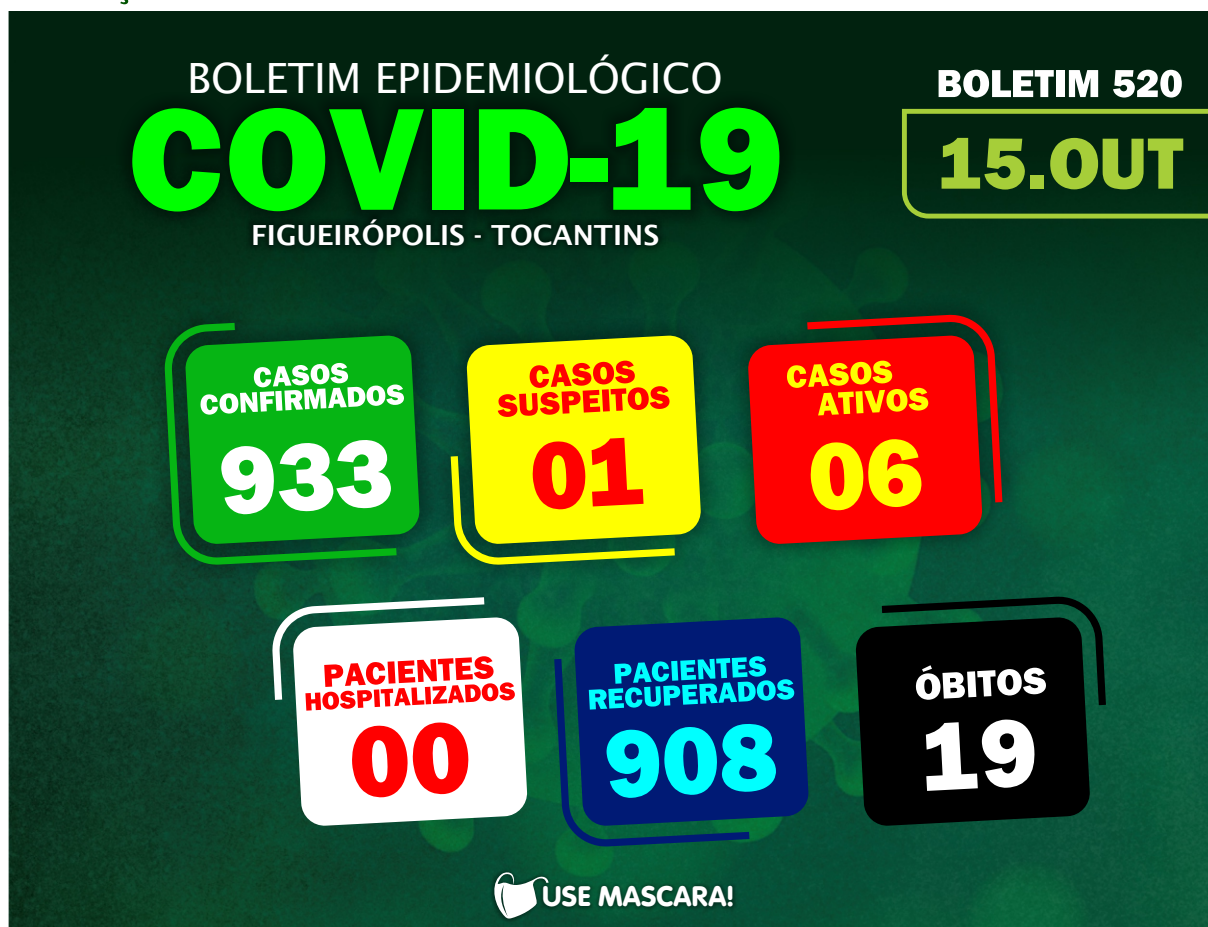 BOLETIM EPIDEMIOLÓGICO
COVID-19
FIGUEIRÓPOLIS - TOCANTINS
BOLETIM 520
15.OUT
CASOS
CONFIRMADOS
933
CASOS
SUSPEITOS
01
CASOS
ATIVOS
06
PACIENTES
HOSPITALIZADOS
00
PACIENTES
RECUPERADOS
908
ÓBITOS
19
USE MASCARA!